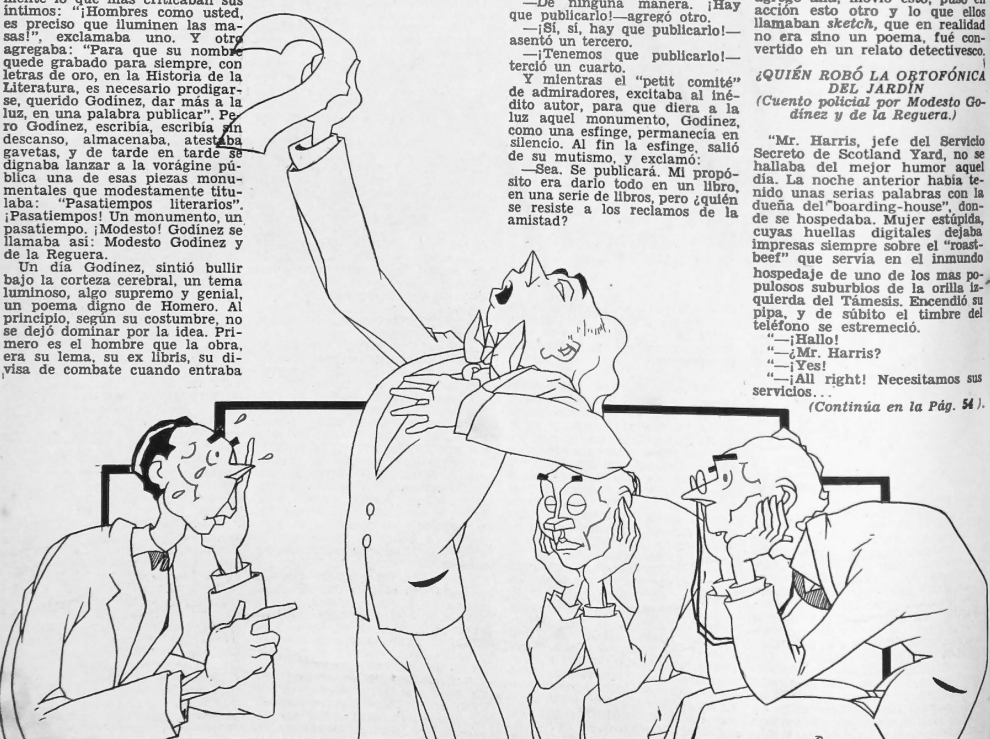 íntimos: "¡Hombres como usted,
es preciso que iluminen las ma-
sas!", exclamaba uno. Y otro
agregaba: "Para que su nombre
quede grabado para siempre, con
letras de oro, en la Historia de la
Literatura, es necesario prodigar-
se, querido Godínez, dar más a la
luz, en una palabra publicar". Pe-
ro Godínez, escribía, escribía sin
descanso, almacenaba, atestaba
gavetas, y de tarde en tarde se
dignaba lanzar a la vorágine pú-
blica una de esas piezas monu-
mentales que modestamente titu-
laba: "Pasatiempos literarios".
¡Pasatiempos! Un monumento, un
pasatiempo. ¡Modesto! Godínez se
llamaba así: Modesto Godínez y
de la Reguera.
Un día Godínez, sintió bullir
bajo la corteza cerebral, un tema
luminoso, algo supremo y genial,
un poema digno de Homero. Al
principio, según su costumbre, no
se dejó dominar por la idea. Pri-
mero es el hombre que la obra,
era su lema, su ex libris, su di-
visa de combate cuando entraba
—De ninguna manera. ¡Hay
que publicarlo!—agregó otro.
—¡Sí, sí, hay que publicarlo!—
asentó un tercero.
—¡Tenemos que publicarlo!—
terció un cuarto.
Y mientras el "petit comité"
de admiradores, excitaba al iné-
dito autor, para que diera a la
luz aquel monumento, Godínez,
como una esfinge, permanecía en
silencio. Al fin la esfinge, salió
de su mutismo, y exclamó:
—Sea. Se publicará. Mi propó-
sito era darlo todo en un libro,
en una serie de libros, pero ¿quién
se resiste a los reclamos de la
amistad?
acción esto otro y lo que ellos
llamaban sketch, que en realidad
no era sino un poema, fué con-
vertido en un relato detectivesco.
¿QUIÉN ROBÓ LA ORTOFÓNICA
DEL JARDÍN
(Cuento policial por Modesto Go-
dínez y de la Reguera.)
"Mr. Harris, jefe del Servicio
Secreto de Scotland Yard, no se
hallaba del mejor humor aquel
día. La noche anterior había te-
nido unas serias palabras con la
dueña del "boarding-house", don-
de se hospedaba. Mujer estúpida,
cuyas huellas digitales dejaba
impresas siempre sobre el "roast-
beef" que servía en el inmundo
hospedaje de uno de los mas po-
pulosos suburbios de la orilla iz-
quierda del Támesis. Encendió su
pipa, y de súbito el timbre del
teléfono se estremeció.
"—¡Hallo!
"—¿Mr. Harris?
"—¡Yes!
"—¡All right! Necesitamos sus
servicios...
(Continúa en la Pág. 54 ).